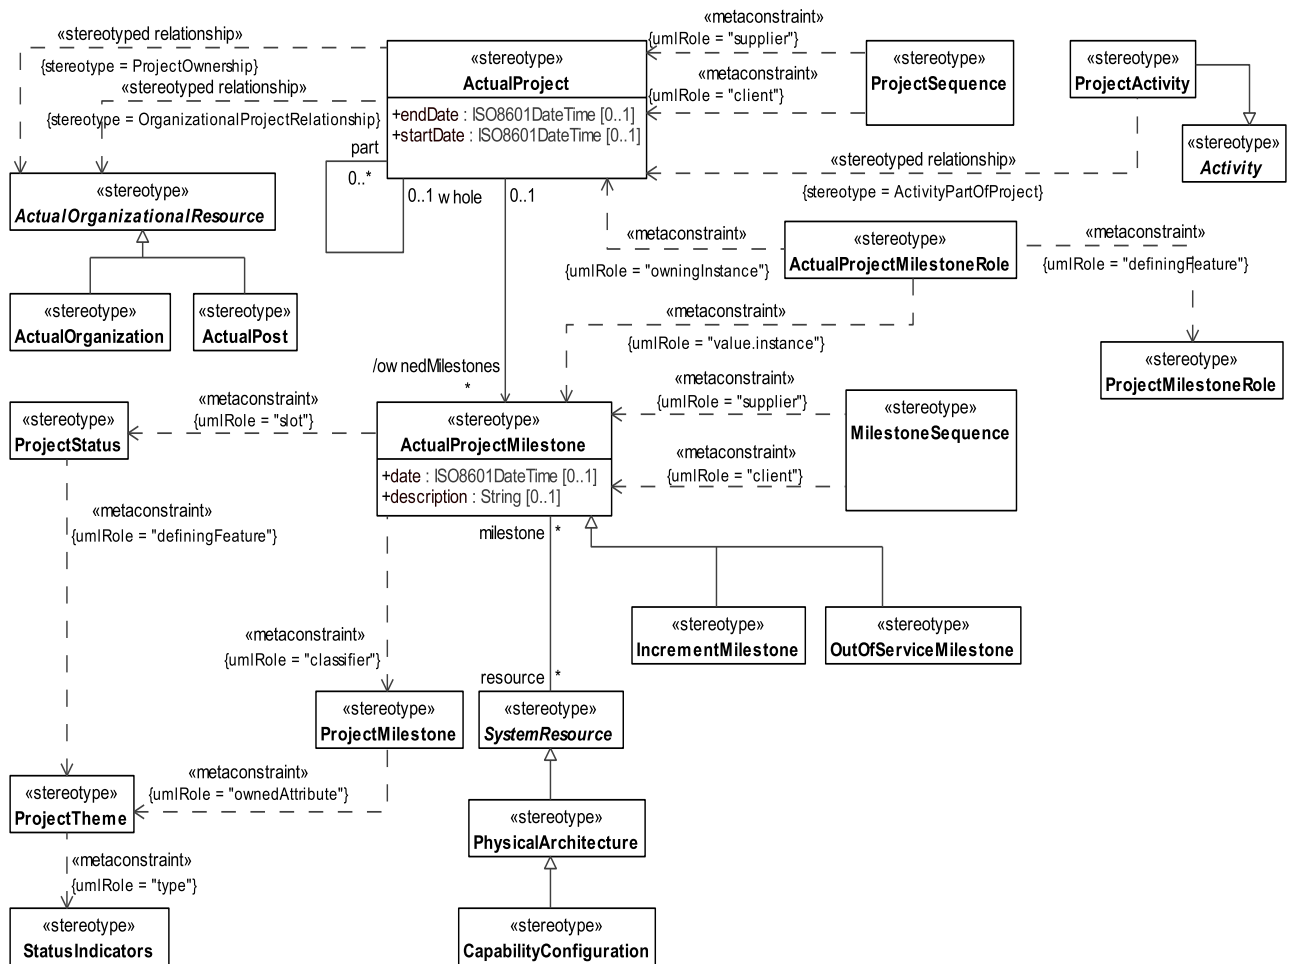 «stereotyped relationship»
{stereotype = ProjectOwnership}
«stereotyped relationship»
{stereotype = OrganizationalProjectRelationship}
«stereotype»
ActualProject
+endDate : ISO8601DateTime [0..1]
+startDate : ISO8601DateTime [0..1]
«metaconstraint»
{umlRole = "supplier"}
«metaconstraint»
{umlRole = "client"}
«stereotype»
ProjectSequence
«stereotype»
ProjectActivity
«stereotype»
Activity
«stereotyped relationship»
{stereotype = ActivityPartOfProject}
part
0..*
0..1 whole
0..1
«stereotype»
ActualOrganizationalResource
«stereotype»
ActualOrganization
«stereotype»
ActualPost
«metaconstraint»
{umlRole = "owningInstance"}
«stereotype»
ActualProjectMilestoneRole
«metaconstraint»
{umlRole = "definingFeature"}
«metaconstraint»
{umlRole = "value.instance"}
«stereotype»
ProjectMilestoneRole
/ownedMilestones
*
«stereotype»
ProjectStatus
«metaconstraint»
{umlRole = "slot"}
«stereotype»
ActualProjectMilestone
+date : ISO8601DateTime [0..1]
+description : String [0..1]
«metaconstraint»
{umlRole = "supplier"}
«metaconstraint»
{umlRole = "client"}
«stereotype»
MilestoneSequence
«metaconstraint»
{umlRole = "definingFeature"}
milestone
*
«stereotype»
IncrementMilestone
«stereotype»
OutOfServiceMilestone
«metaconstraint»
{umlRole = "classifier"}
resource
*
«stereotype»
ProjectMilestone
«stereotype»
SystemResource
«metaconstraint»
{umlRole = "ownedAttribute"}
«stereotype»
ProjectTheme
«stereotype»
PhysicalArchitecture
«metaconstraint»
{umlRole = "type"}
«stereotype»
StatusIndicators
«stereotype»
CapabilityConfiguration